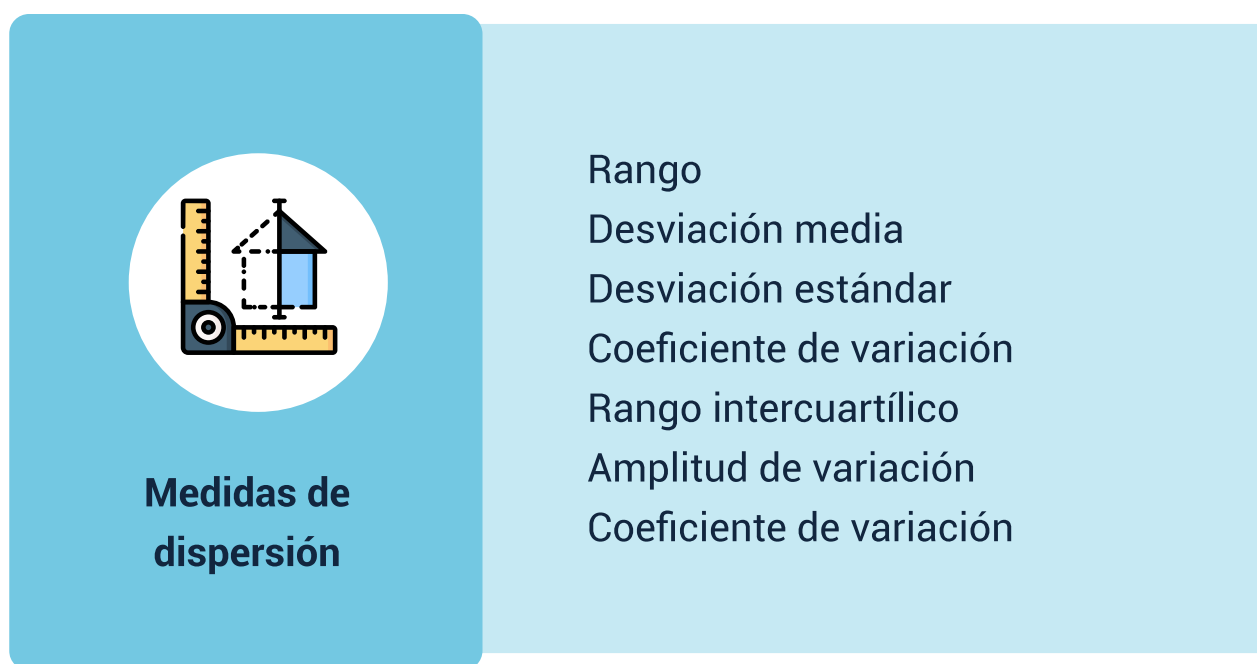 Medidas de
dispersión
Rango
Desviación media
Desviación estándar
Coeficiente de variación
Rango intercuartílico
Amplitud de variación
Coeficiente de variación